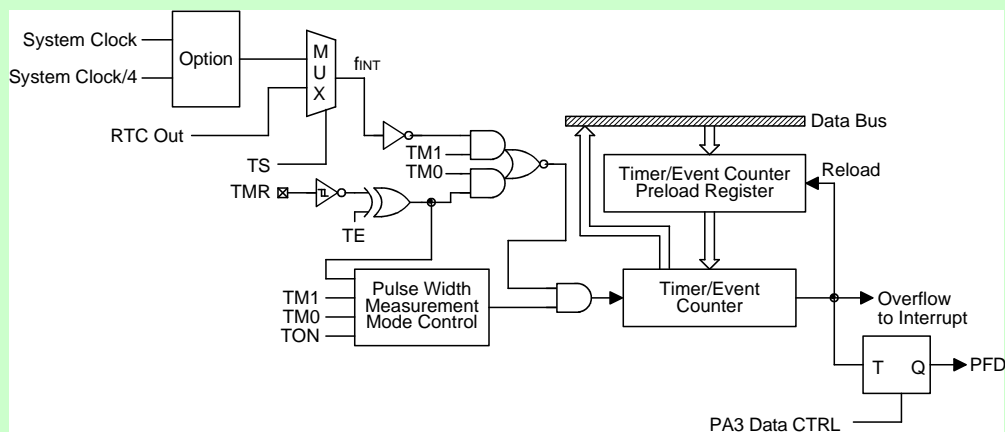 System Clock
System Clock/4
Option
M
U
X
fINT
RTC Out
TS
TMR
TE
TM1
TM0
Data Bus
Timer/Event Counter
Preload Register
Reload
TM1
TM0
TON
Pulse Width
Measurement
Mode Control
Timer/Event
Counter
Overflow
to Interrupt
T
Q
PFD
PA3 Data CTRL